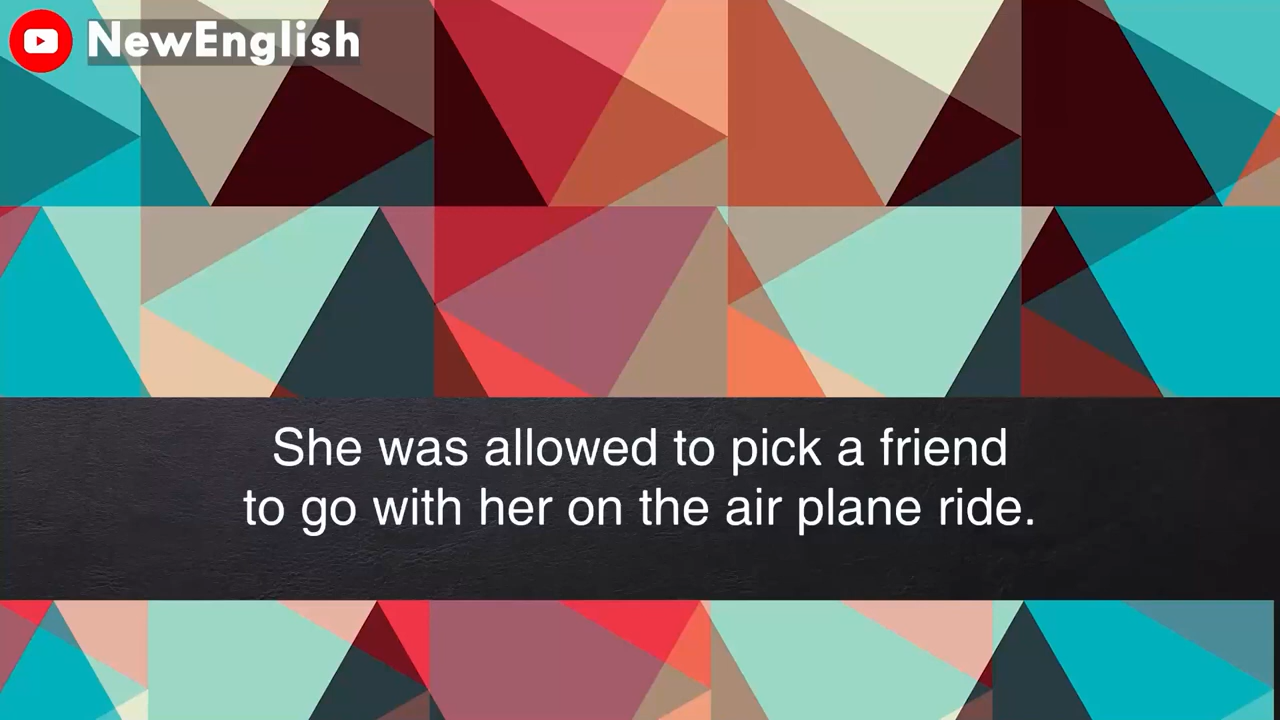 NewEnglish
She was allowed to pick a friend
to go with her on the air plane ride.